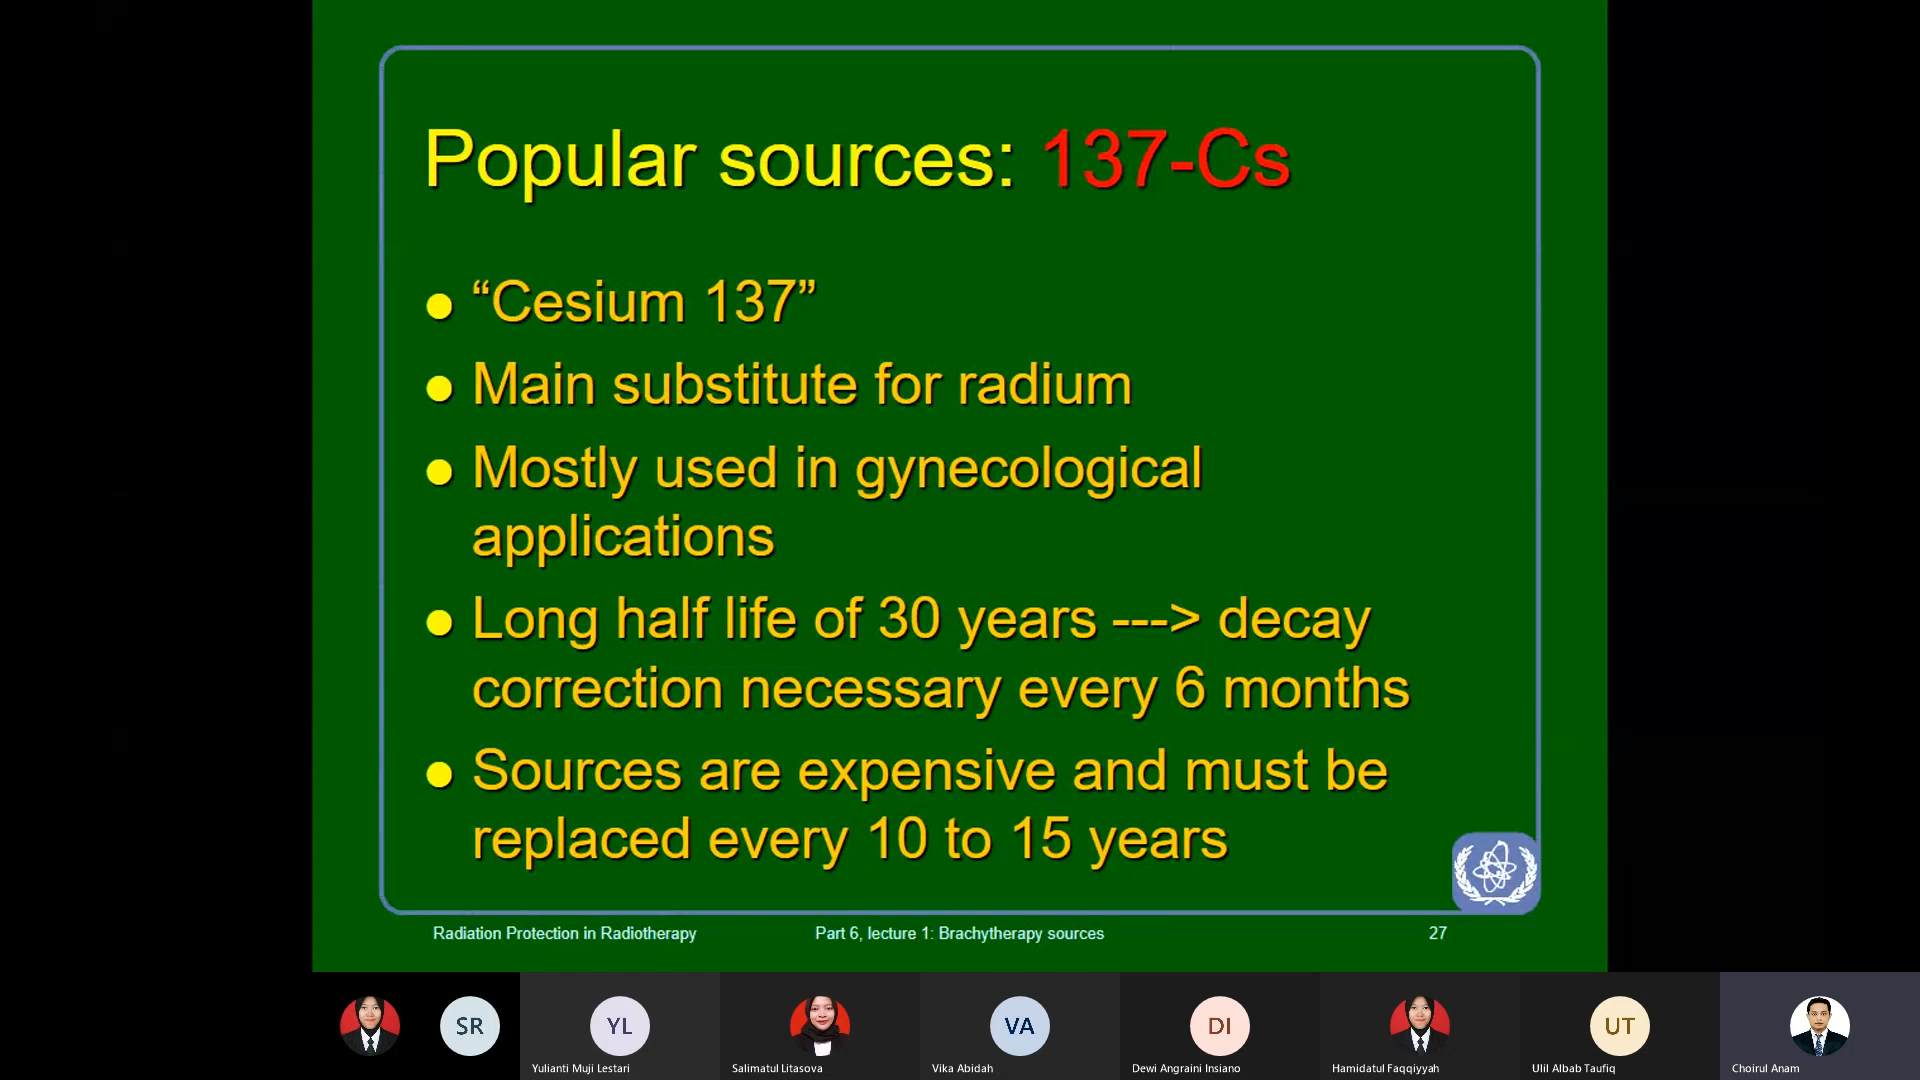 Popular sources: 137-Cs
“Cesium 137”
Main substitute for radium
Mostly used in gynecological
applications
Long half life of 30 years ---> decay
correction necessary every 6 months
Sources are expensive and must be
replaced every 10 to 15 years
Radiation Protection in Radiotherapy
Part 6, lecture 1: Brachytherapy sources
27
SR
YL
VA
DI
UT
Yulianti Muji Lestari
Salimatul Litasova
Vika Abidah
Dewi Angraini Insiano
Hamidatul Faqqiyyah
Ulil Albab Taufiq
Choirul Anam